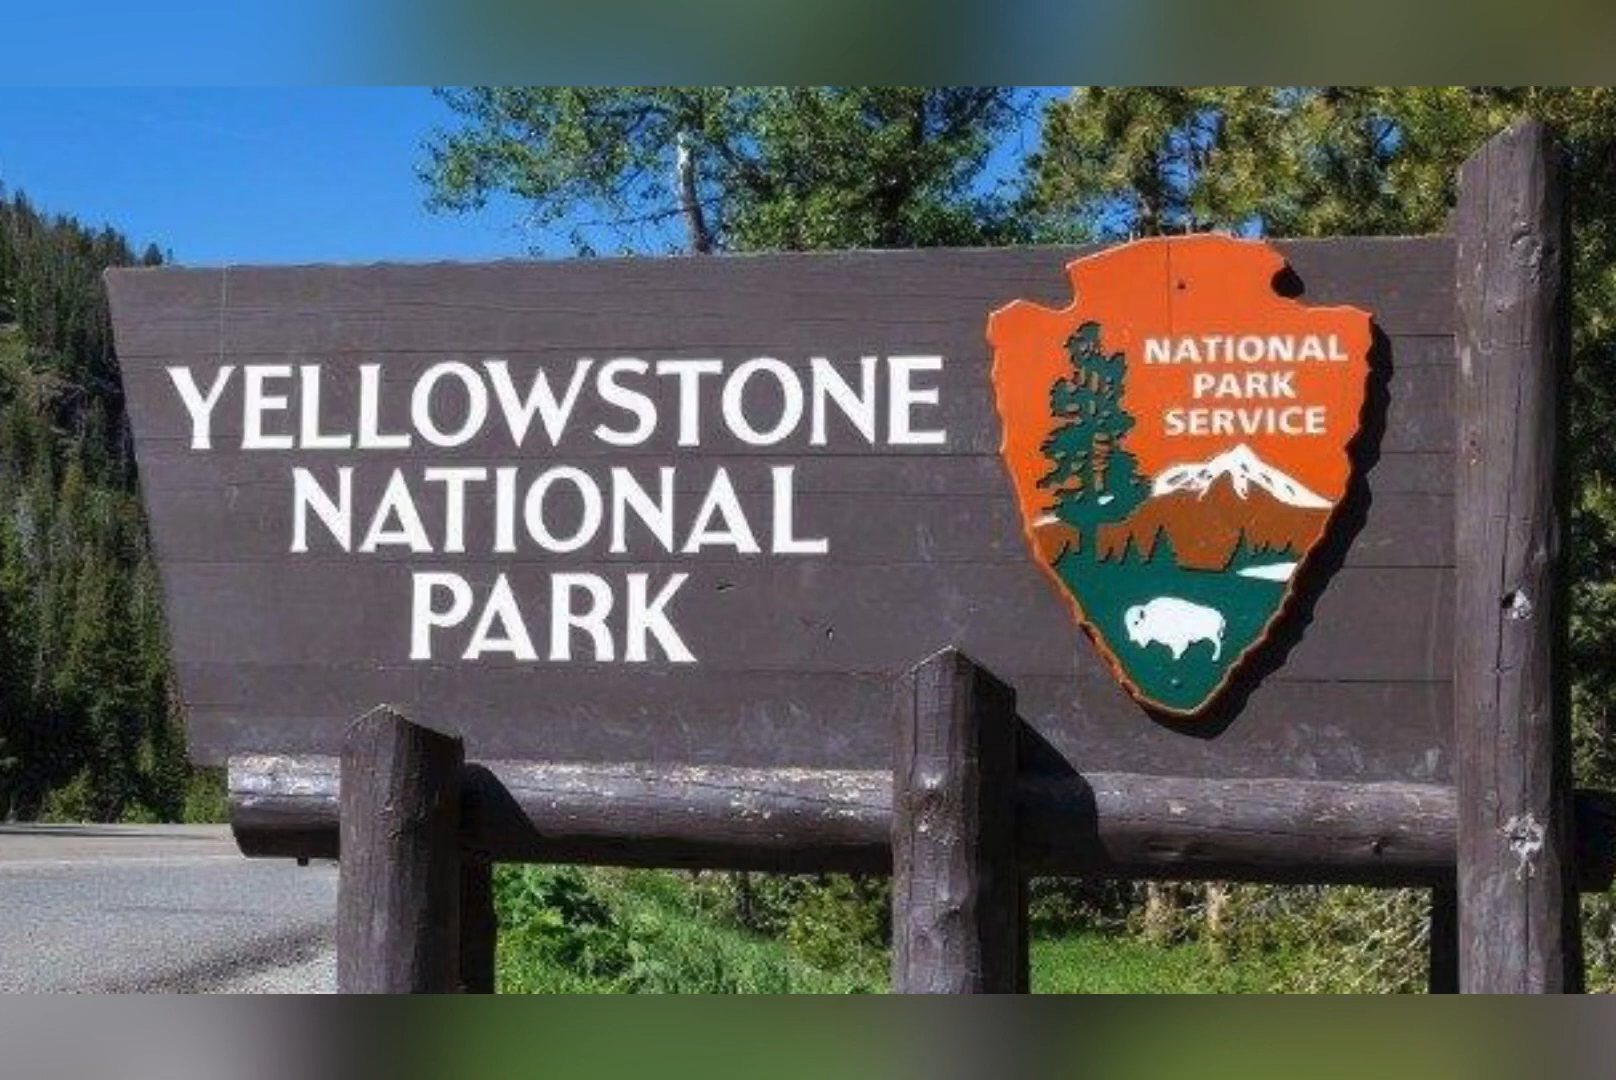 YELLOWSTONE
NATIONAL
PARK
NATIONAL
PARK
SERVICE